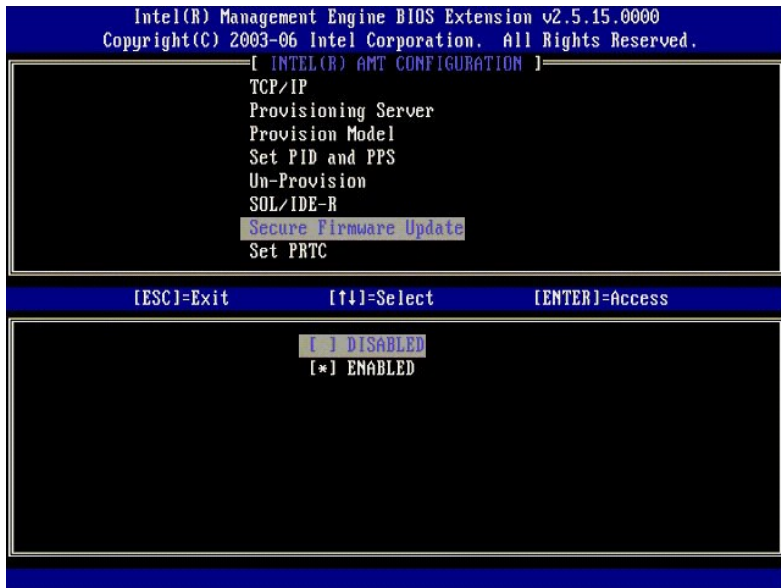 Intel(R) Management Engine BIOS Extension v2.5.15.0000
Copyright(C) 2003-06 Intel Corporation. All Rights Reserved.
[ INTEL(R) AMT CONFIGURATION ]
TCP/IP
Provisioning Server
Provision Model
Set PID and PPS
Un-Provision
SOL/IDE-R
Secure Firmware Update
Set PRTC
[ESC]=Exit [↑↓]=Select [ENTER]=Access
[ ] DISABLED
[*] ENABLED